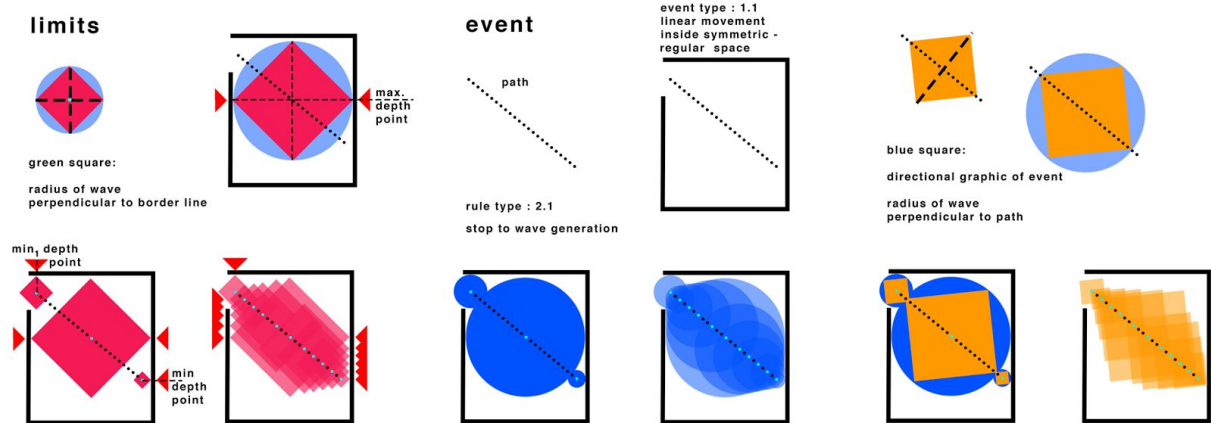 limits
max.
depth
point
green square:
radius of wave
perpendicular to border line
min. depth
point
min
depth
point
event
path
event type : 1.1
linear movement
inside symmetric -
regular space
rule type : 2.1
stop to wave generation
blue square:
directional graphic of event
radius of wave
perpendicular to path